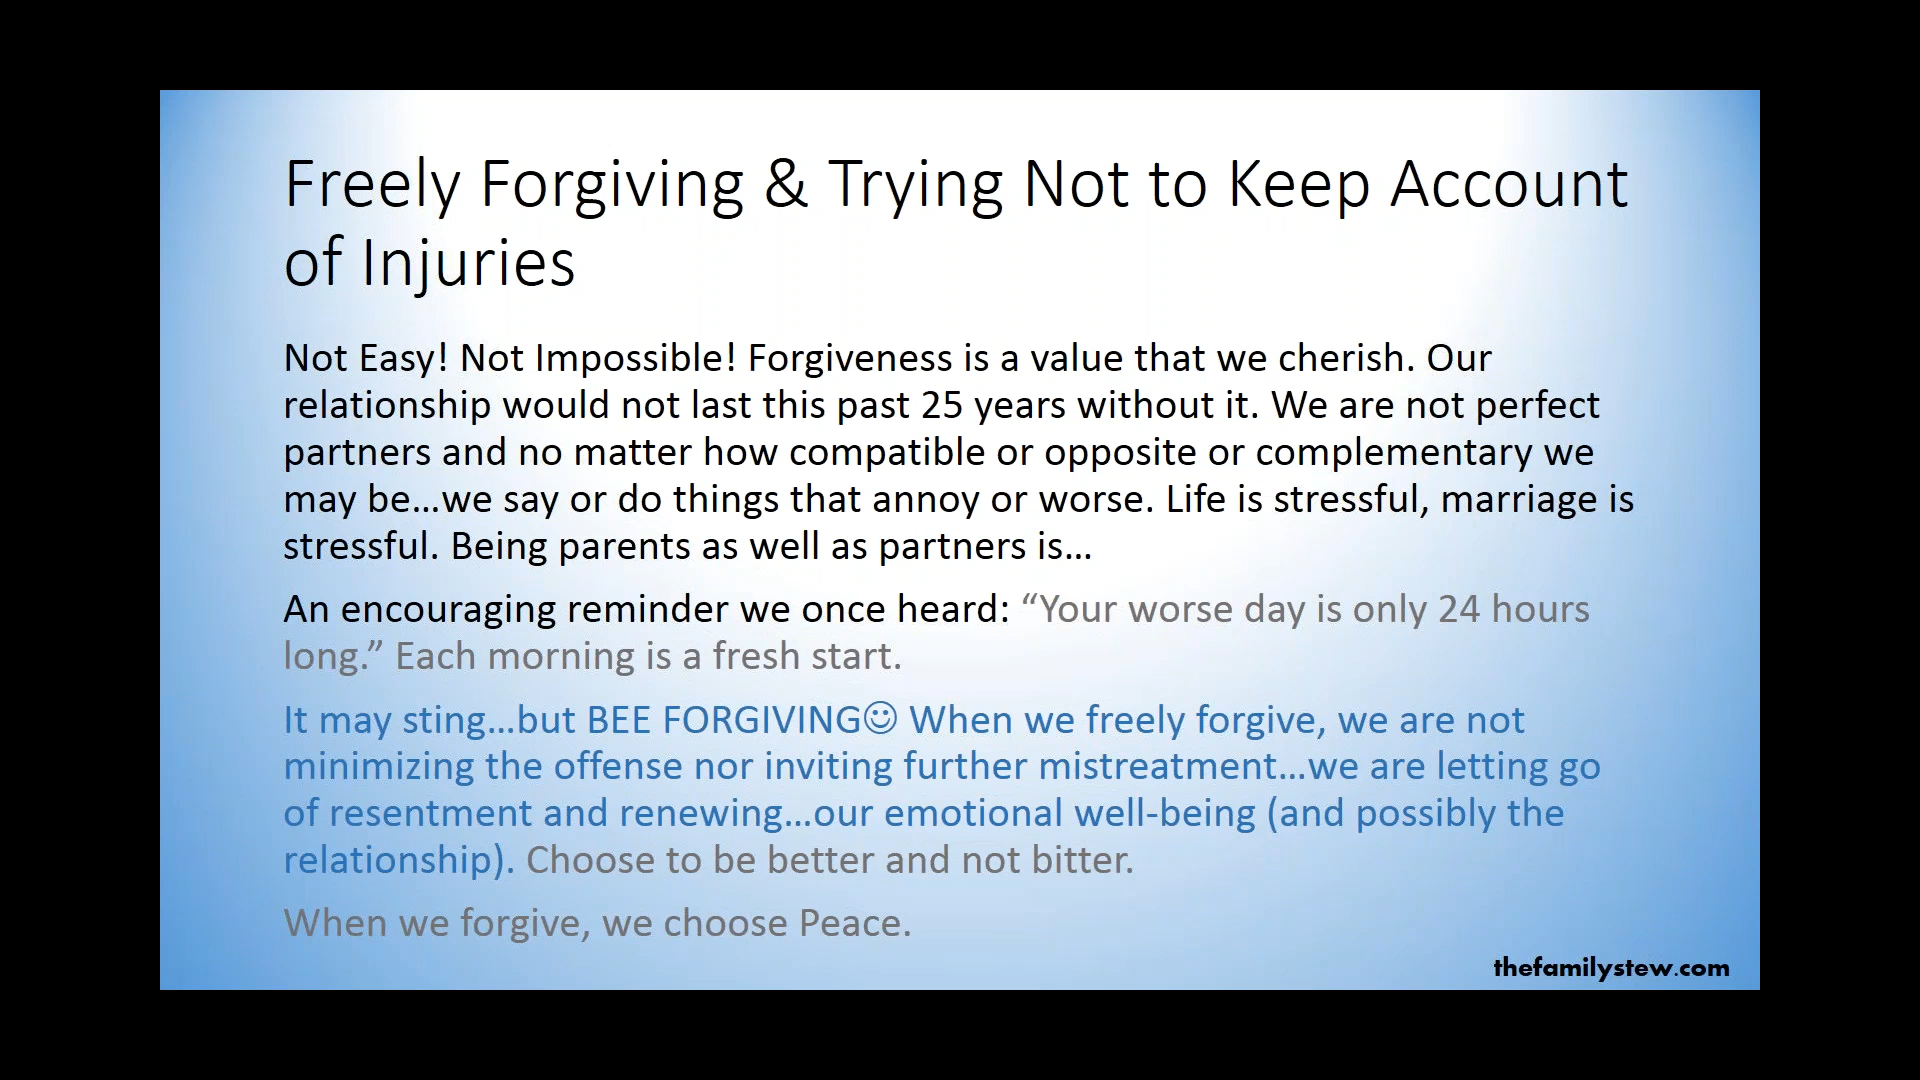 Freely Forgiving & Trying Not to Keep Account
of Injuries
Not Easy! Not Impossible! Forgiveness is a value that we cherish. Our
relationship would not last this past 25 years without it. We are not perfect
partners and no matter how compatible or opposite or complementary we
may be…we say or do things that annoy or worse. Life is stressful, marriage is
stressful. Being parents as well as partners is…
An encouraging reminder we once heard: “Your worse day is only 24 hours
long.” Each morning is a fresh start.
It may sting…but BEE FORGIVING☺ When we freely forgive, we are not
minimizing the offense nor inviting further mistreatment…we are letting go
of resentment and renewing…our emotional well-being (and possibly the
relationship). Choose to be better and not bitter.
When we forgive, we choose Peace.
thefamilystew.com